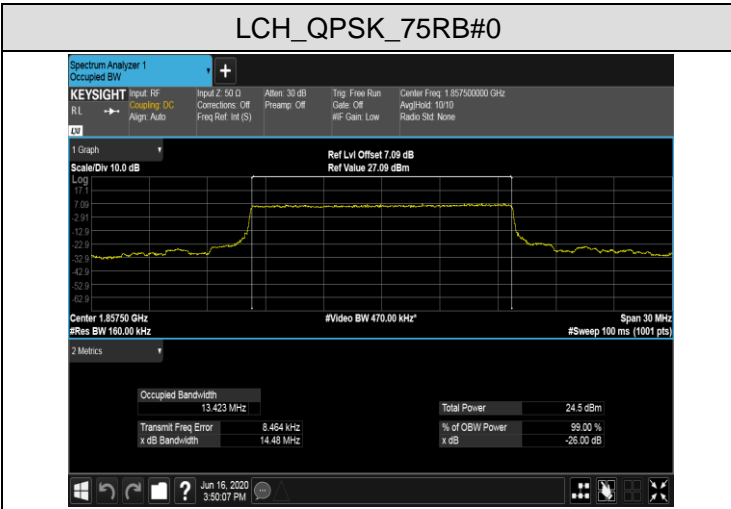 LCH_QPSK_75RB#0
Spectrum Analyzer 1
Occupied BW
+
KEYSIGHT
Input: RF
Input Z: 50 Ω
Atten: 30 dB
Trig: Free Run
Center Freq: 1.857500000 GHz
RL
Coupling: DC
Corrections: Off
Preamp: Off
Gate: Off
Avg|Hold: 10/10
Align: Auto
Freq Ref: Int (S)
#IF Gain: Low
Radio Std: None
LXI
1 Graph
Ref Lvl Offset 7.09 dB
Scale/Div 10.0 dB
Ref Value 27.09 dBm
Log
17.1
7.09
-2.91
-12.9
-22.9
-32.9
-42.9
-52.9
-62.9
Center 1.85750 GHz
#Video BW 470.00 kHz*
Span 30 MHz
#Res BW 160.00 kHz
#Sweep 100 ms (1001 pts)
2 Metrics
Occupied Bandwidth
13.423 MHz
Total Power
24.5 dBm
Transmit Freq Error
8.464 kHz
% of OBW Power
99.00 %
x dB Bandwidth
14.48 MHz
x dB
-26.00 dB
?
Jun 16, 2020
3:50:07 PM